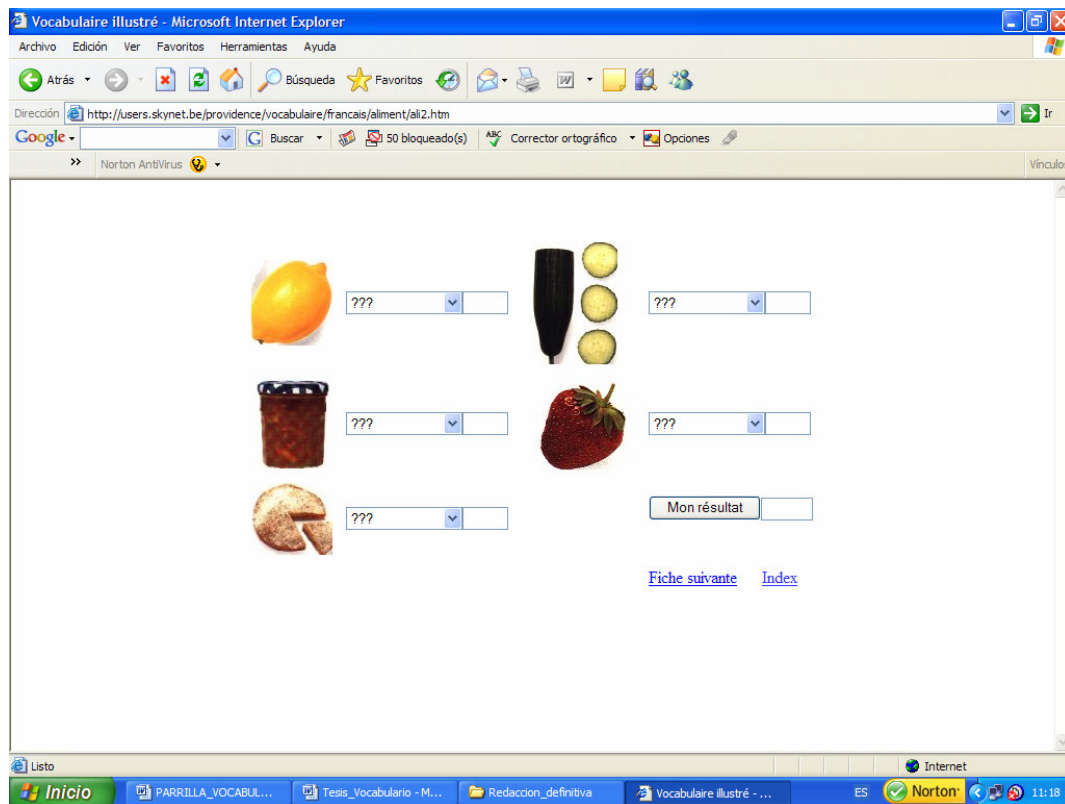 Vocabulaire illustré - Microsoft Internet Explorer
Archivo Edición Ver Favoritos Herramientas Ayuda
Atrás Búsqueda Favoritos W
Dirección http://users.skynet.be/providence/vocabulaire/francais/aliment/ali2.htm Ir
Google G Buscar 50 bloqueado(s) ABC Corrector ortográfico Opciones
>> Norton AntiVirus Vínculos
??? ???
??? ???
??? Mon résultat
Fiche suivante Index
Listo Internet
Inicio PARRILLA_VOCABUL... Tesis_Vocabulario - M... Redaccion_definitiva Vocabulaire illustré - ... ES Norton 11:18